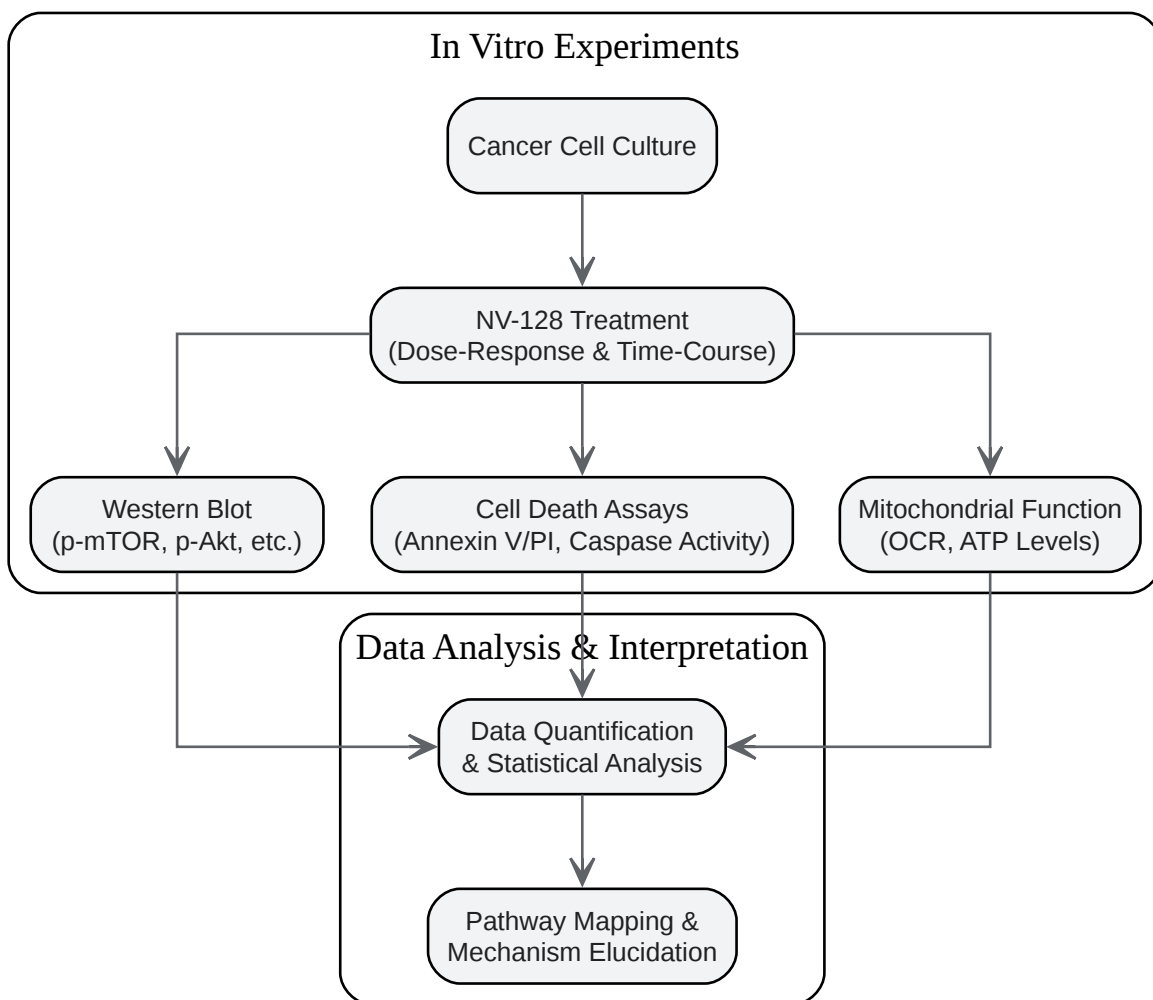 In Vitro Experiments
Cancer Cell Culture
NV-128 Treatment
(Dose-Response & Time-Course)
Western Blot
(p-mTOR, p-Akt, etc.)
Cell Death Assays
(Annexin V/PI, Caspase Activity)
Mitochondrial Function
(OCR, ATP Levels)
Data Analysis & Interpretation
Data Quantification
& Statistical Analysis
Pathway Mapping &
Mechanism Elucidation